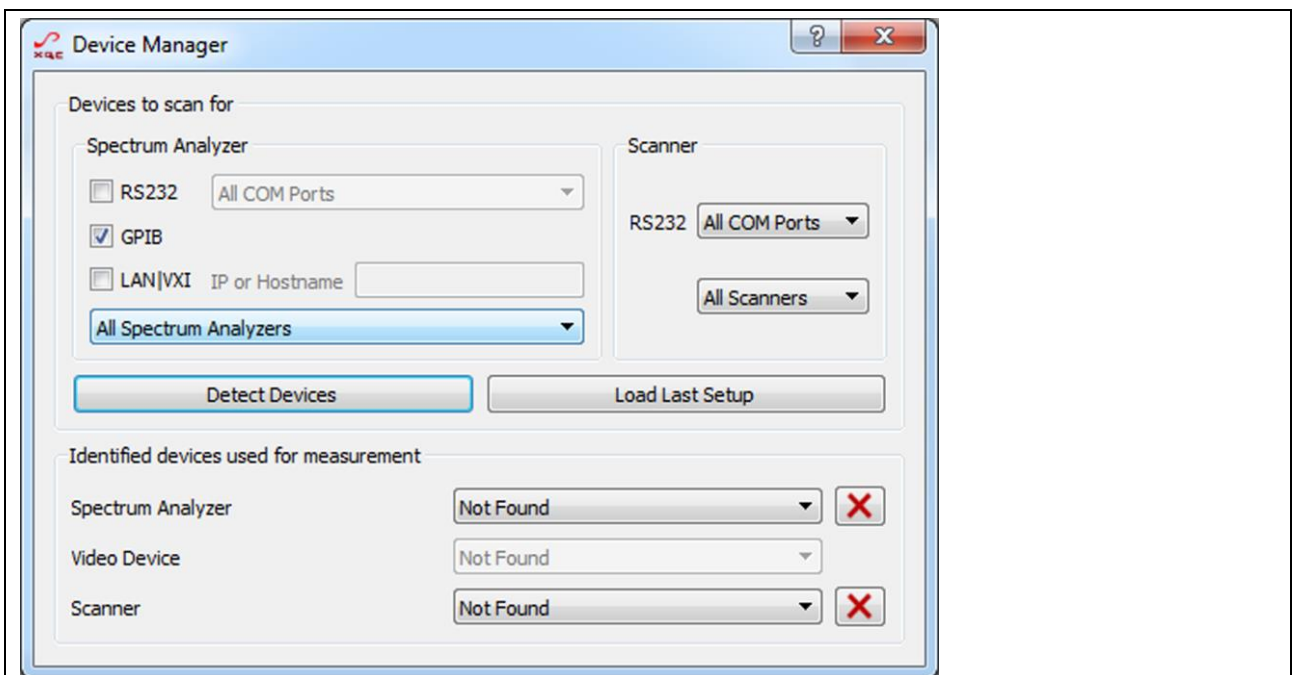 XQC
Device Manager
?
Devices to scan for
Spectrum Analyzer
RS232 All COM Ports
GPIB
LAN|VXI IP or Hostname
All Spectrum Analyzers
Scanner
RS232 All COM Ports
All Scanners
Detect Devices Load Last Setup
Identified devices used for measurement
Spectrum Analyzer Not Found
Video Device Not Found
Scanner Not Found